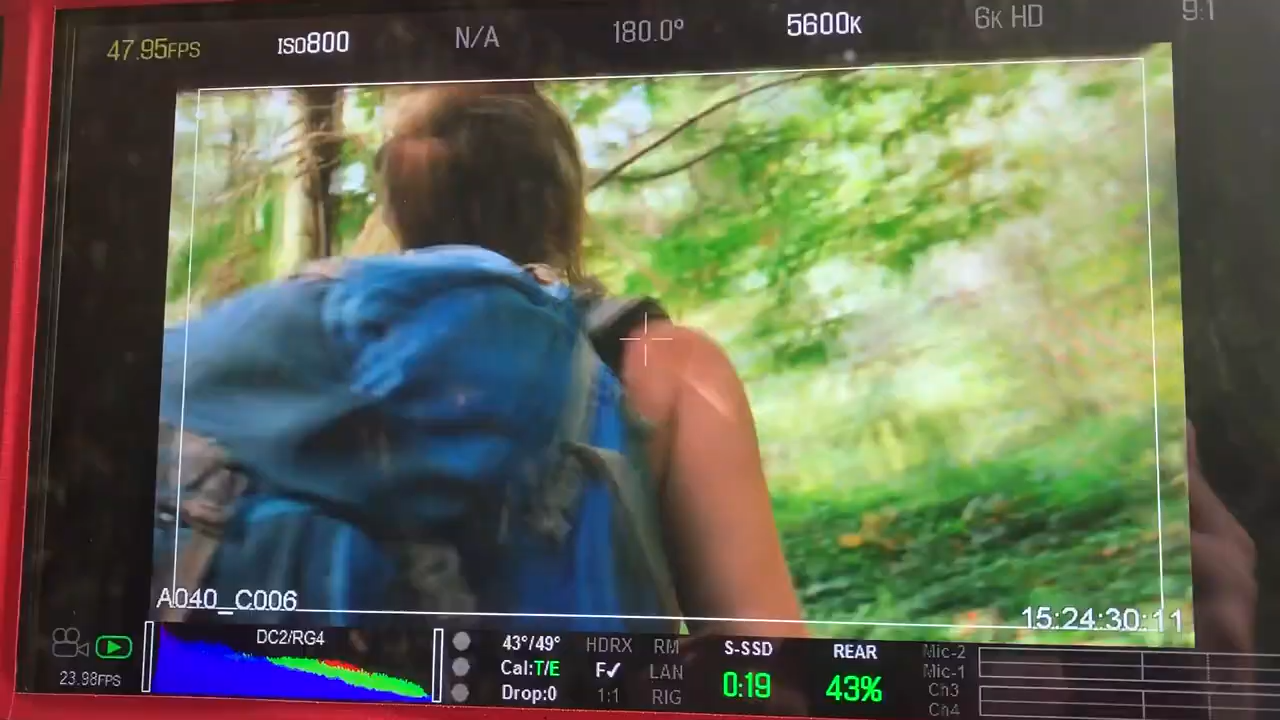 47.95FPS ISO800 N/A 180.0° 5600K 6K HD 9:1
A040_C006 15:24:30:11
DC2/RG4
23.98FPS
43°/49° HDRX RM
Cal:T/E F✓ LAN
Drop:0 1:1 RIG
S-SSD REAR
0:19 43%
Mic-2
Mic-1
Ch3
Ch4